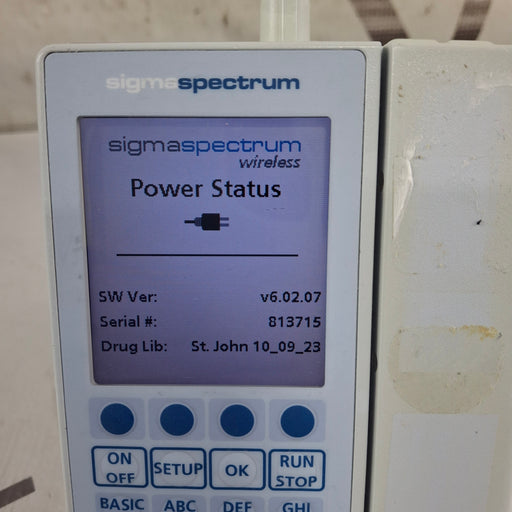 sigmaspectrum
sigmaspectrum
wireless
Power Status
SW Ver: v6.02.07
Serial #: 813715
Drug Lib: St. John 10_09_23
ON OFF
SETUP
OK
RUN STOP
BASIC ABC DEF GHI